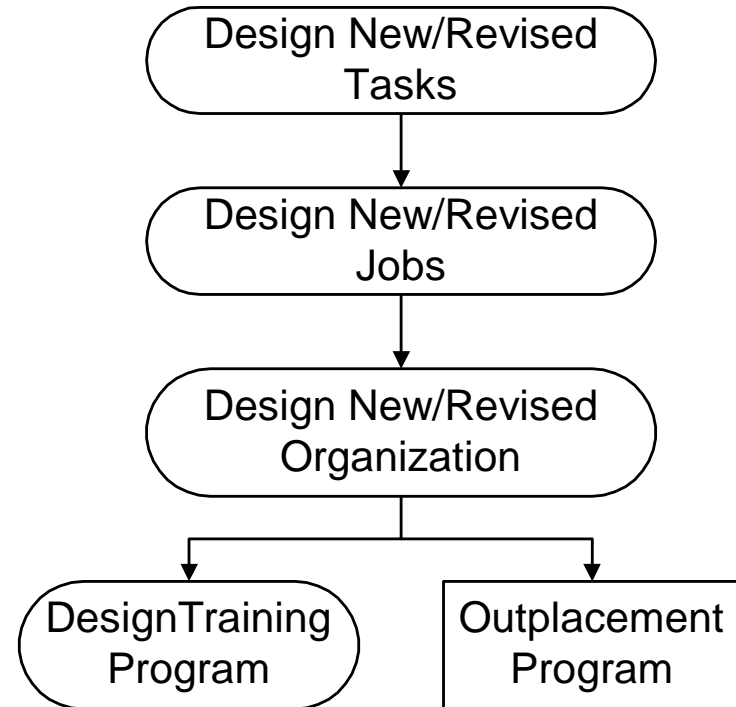 Design New/Revised
Tasks
Design New/Revised
Jobs
Design New/Revised
Organization
DesignTraining
Program
Outplacement
Program